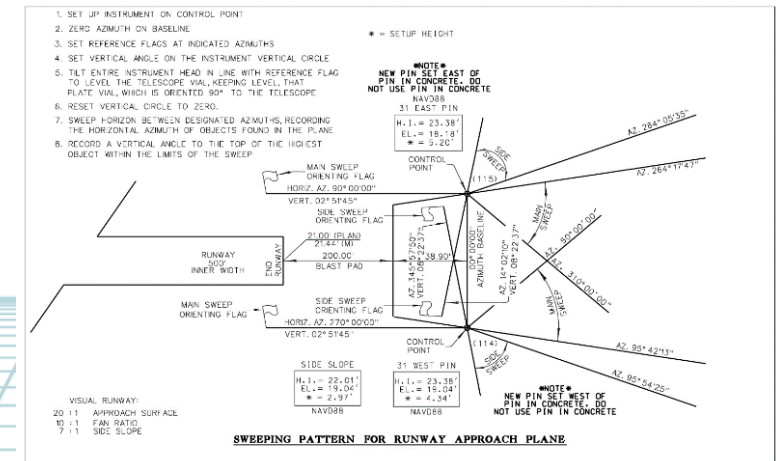 1. SET UP INSTRUMENT ON CONTROL POINT
2. ZERO AZIMUTH ON BASELINE
3. SET REFERENCE FLAGS AT INDICATED AZIMUTHS
4. SET VERTICAL ANGLE ON THE INSTRUMENT VERTICAL CIRCLE
5. TILT ENTIRE INSTRUMENT HEAD IN LINE WITH REFERENCE FLAG
TO LEVEL THE TELESCOPE VIAL, KEEPING LEVEL, THAT
PLATE VIAL, WHICH IS ORIENTED 90° TO THE TELESCOPE
6. RESET VERTICAL CIRCLE TO ZERO.
7. SWEEP HORIZON BETWEEN DESIGNATED AZIMUTHS, RECORDING
THE HORIZONTAL AZIMUTH OF OBJECTS FOUND IN THE PLANE
8. RECORD A VERTICAL ANGLE TO THE TOP OF THE HIGHEST
OBJECT WITHIN THE LIMITS OF THE SWEEP
* = SETUP HEIGHT
*NOTE*
NEW PIN SET EAST OF
PIN IN CONCRETE. DO
NOT USE PIN IN CONCRETE
NAVD88
31 EAST PIN
H.I.= 23.38'
EL.= 18.18'
* = 5.20'
CONTROL
POINT
SIDE
SWEEP
(115)
AZ. 264°05'35"
AZ. 264°17'47"
MAIN SWEEP
ORIENTING FLAG
HORIZ. AZ. 90°00'00"
VERT. 02°51'45"
SIDE SWEEP
ORIENTING FLAG
MAIN
SWEEP
AZ. 50°00'00"
AZ. 310°00'00"
21.00' (PLAN)
21.44' (M)
RUNWAY
500'
INNER WIDTH
END
RUNWAY
200.00'
BLAST PAD
AZ. 345°57'50"
VERT. 08°22'37"
38.90'
00°00'00"
AZIMUTH BASELINE
AZ. 14°02'10"
VERT. 08°22'37"
MAIN
SWEEP
MAIN SWEEP
ORIENTING FLAG
SIDE SWEEP
ORIENTING FLAG
HORIZ. AZ. 270°00'00"
VERT. 02°51'45"
CONTROL
POINT
(114)
SIDE
SWEEP
AZ. 95°42'13"
AZ. 95°54'25"
SIDE SLOPE
H.I.= 22.01'
EL.= 19.04'
* = 2.97'
NAVD88
31 WEST PIN
H.I.= 23.38'
EL.= 19.04'
* = 4.34'
NAVD88
*NOTE*
NEW PIN SET WEST OF
PIN IN CONCRETE. DO
NOT USE PIN IN CONCRETE
VISUAL RUNWAY:
20 :1 APPROACH SURFACE
10 :1 FAN RATIO
7 :1 SIDE SLOPE
SWEEPING PATTERN FOR RUNWAY APPROACH PLANE